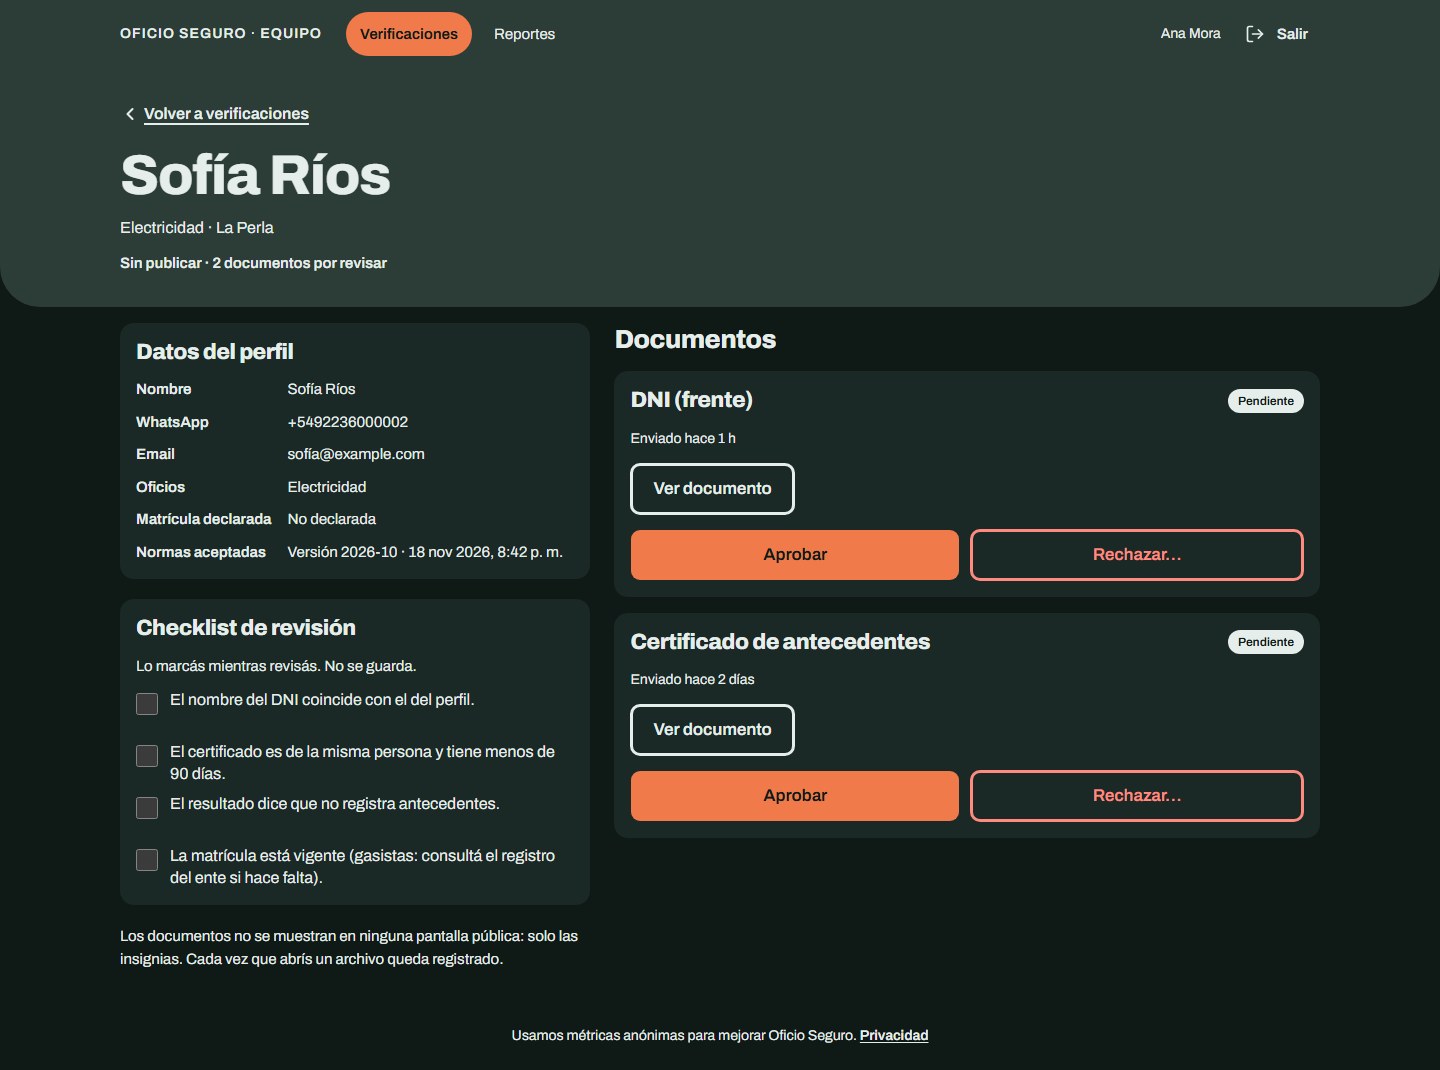 OFICIO SEGURO · EQUIPO
Verificaciones
Reportes
Ana Mora
Salir
Volver a verificaciones
Sofía Ríos
Electricidad · La Perla
Sin publicar · 2 documentos por revisar
Datos del perfil
Nombre Sofía Ríos
WhatsApp +5492236000002
Email sofía@example.com
Oficios Electricidad
Matrícula declarada No declarada
Normas aceptadas Versión 2026-10 · 18 nov 2026, 8:42 p. m.
Checklist de revisión
Lo marcás mientras revisás. No se guarda.
El nombre del DNI coincide con el del perfil.
El certificado es de la misma persona y tiene menos de
90 días.
El resultado dice que no registra antecedentes.
La matrícula está vigente (gasistas: consultá el registro
del ente si hace falta).
Los documentos no se muestran en ninguna pantalla pública: solo las
insignias. Cada vez que abrís un archivo queda registrado.
Documentos
DNI (frente)
Pendiente
Enviado hace 1 h
Ver documento
Aprobar
Rechazar...
Certificado de antecedentes
Pendiente
Enviado hace 2 días
Ver documento
Aprobar
Rechazar...
Usamos métricas anónimas para mejorar Oficio Seguro. Privacidad